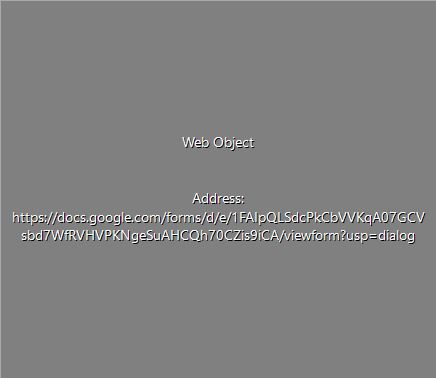 Web Object
Address:
https://docs.google.com/forms/d/e/1FAIpQLSdcPkCbVVKqA07GCV
sbd7WfRVHVPKNgeSuAHCQh70CZis9iCA/viewform?usp=dialog